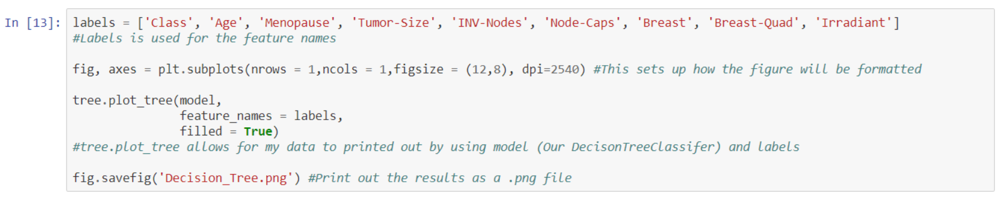 In [13]: labels = ['Class', 'Age', 'Menopause', 'Tumor-Size', 'INV-Nodes', 'Node-Caps', 'Breast', 'Breast-Quad', 'Irradiant']
#Labels is used for the feature names
fig, axes = plt.subplots(nrows = 1,ncols = 1,figsize = (12,8), dpi=2540) #This sets up how the figure will be formatted
tree.plot_tree(model,
feature_names = labels,
filled = True)
#tree.plot_tree allows for my data to printed out by using model (Our DecisonTreeClassifer) and labels
fig.savefig('Decision_Tree.png') #Print out the results as a .png file